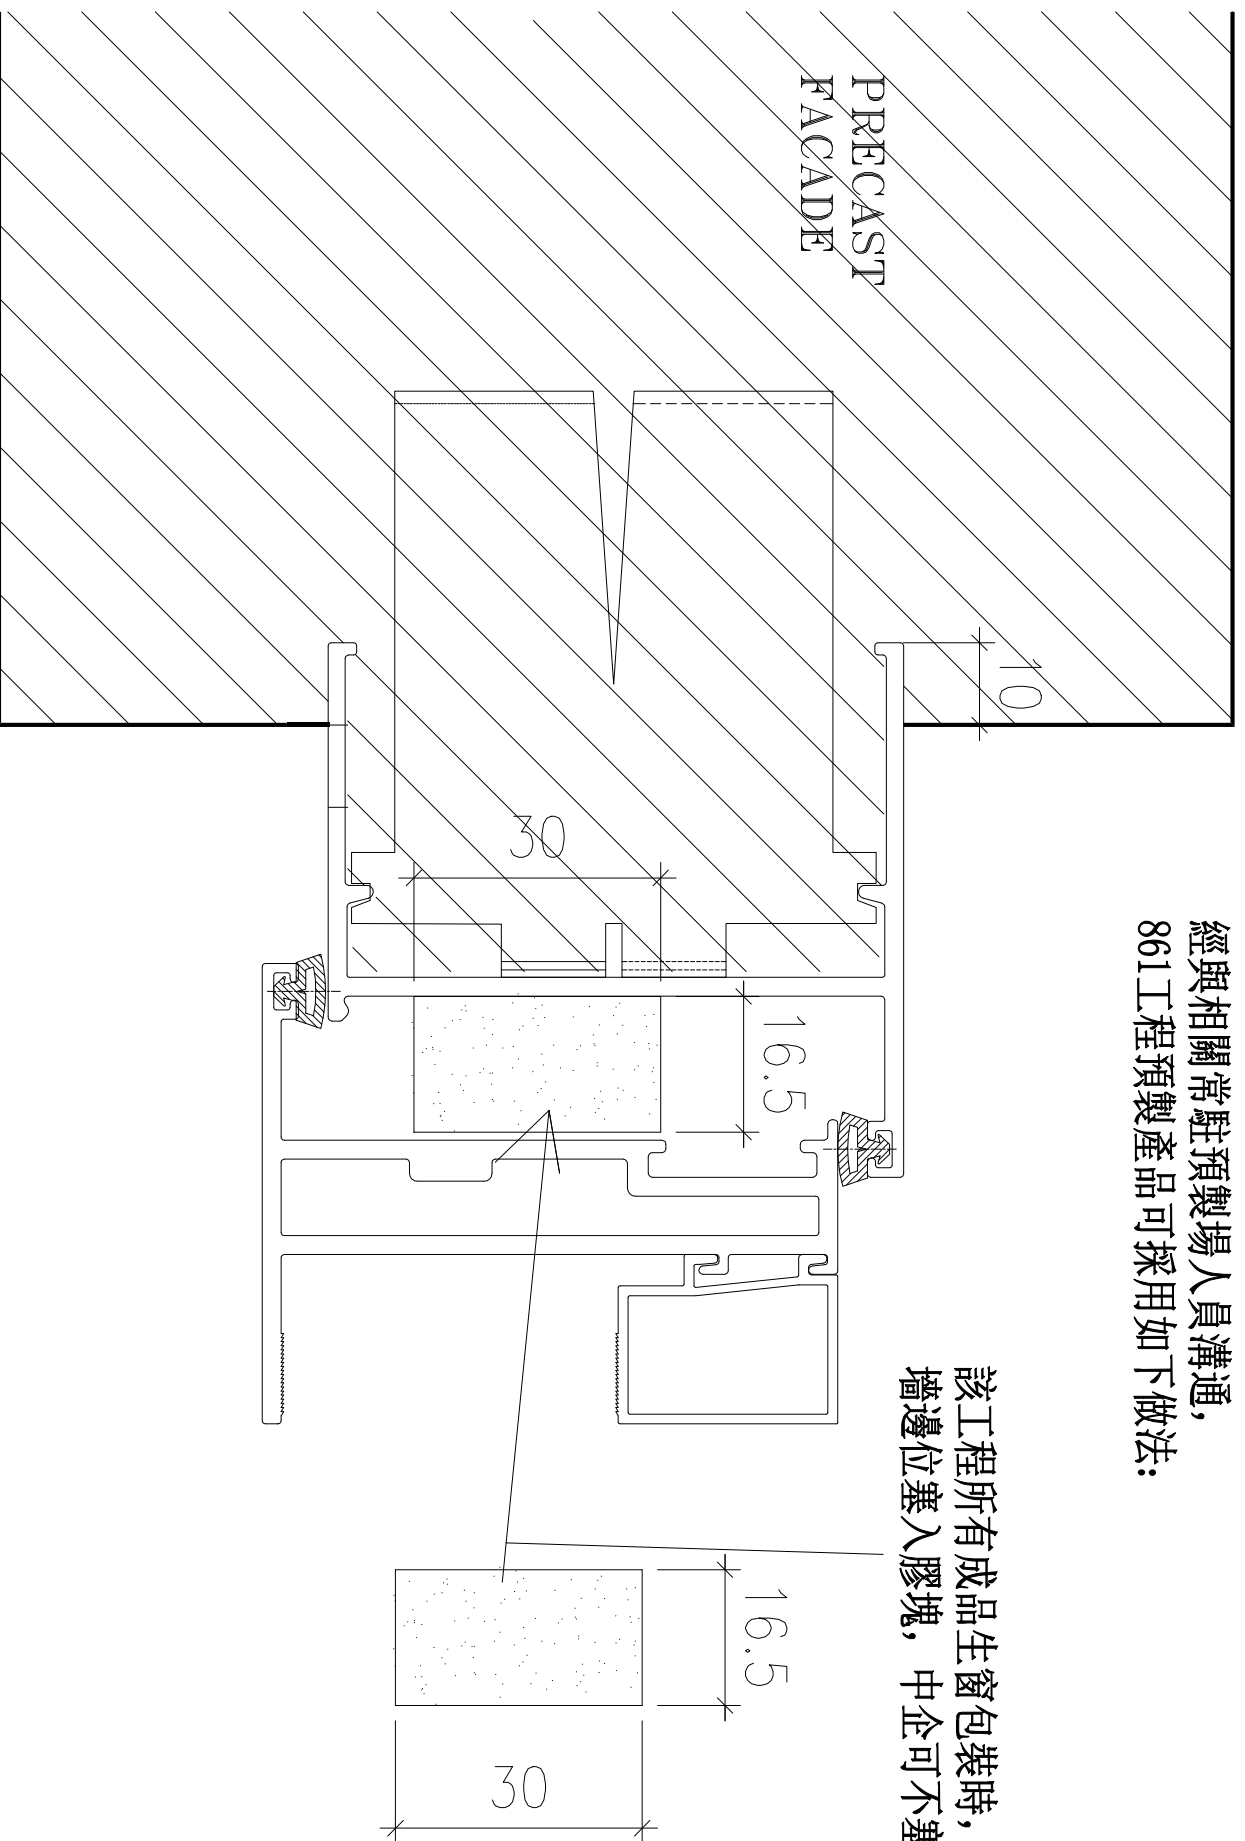 經與相關常駐預製場人員溝通,
861工程預製產品可採用如下做法:
PRECAST
FACADE
10
30
16.5
該工程所有成品生窗包裝時,
墻邊位塞入膠塊, 中企可不塞
16.5
30